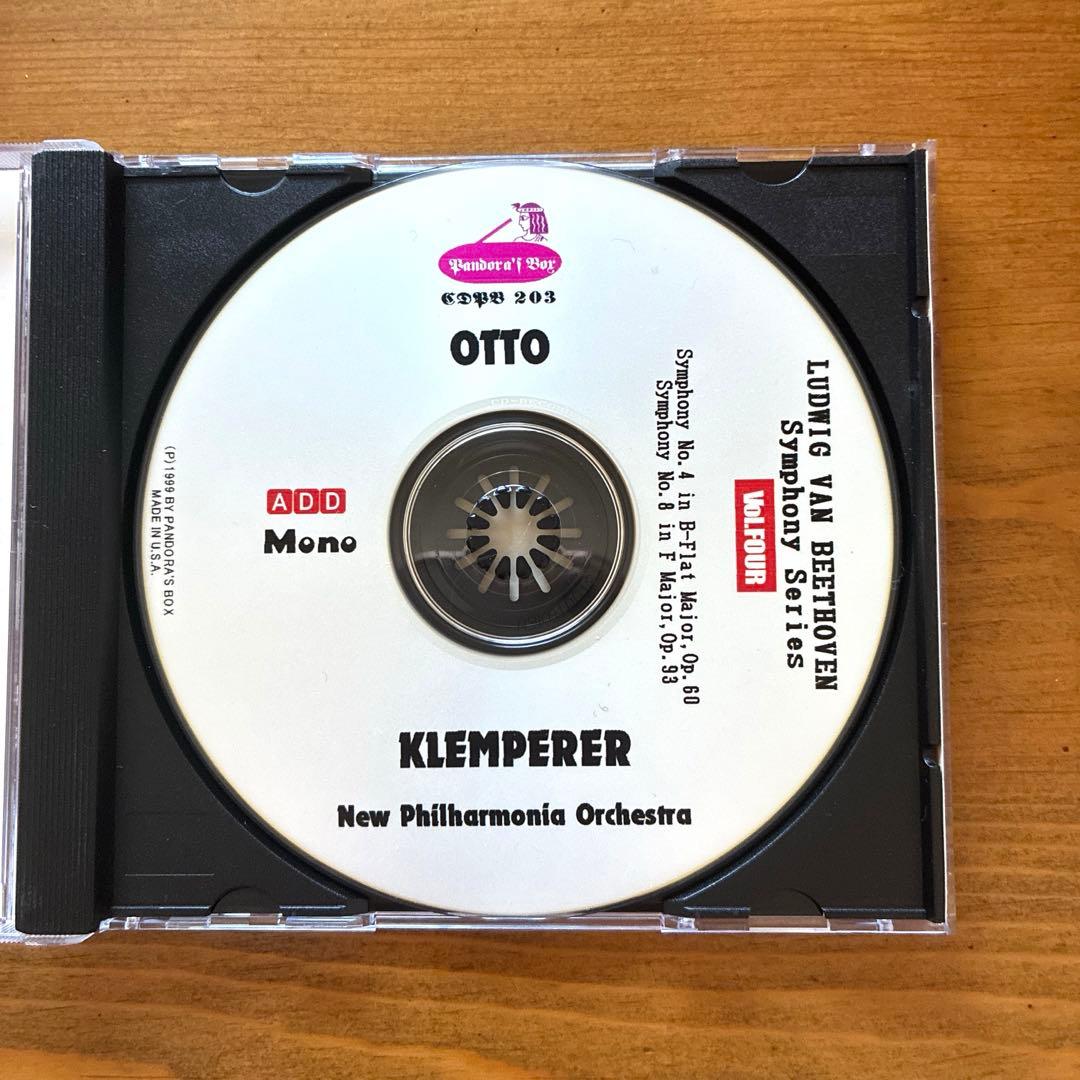 Pandora's Box
CDPB 203
OTTO
LUDWIG VAN BEETHOVEN
Symphony Series
Vol.FOUR
Symphony No.4 in B-Flat Major,Op.60
Symphony No.8 in F Major,Op.93
ADD
Mono
(P)1999 BY PANDORA'S BOX
MADE IN U.S.A.
KLEMPERER
New Philharmonia Orchestra